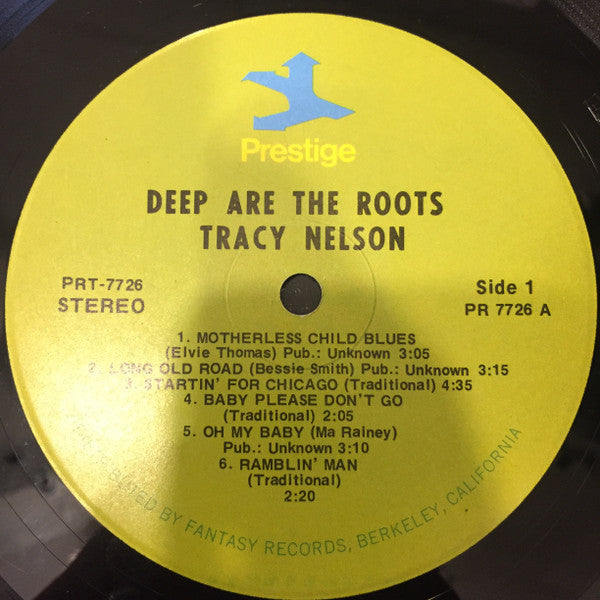 Prestige
DEEP ARE THE ROOTS
TRACY NELSON
PRT-7726
STEREO
Side 1
PR 7726 A
1. MOTHERLESS CHILD BLUES
(Elvie Thomas) Pub.: Unknown 3:05
2. LONG OLD ROAD (Bessie Smith) Pub.: Unknown 3:15
3. STARTIN' FOR CHICAGO (Traditional) 4:35
4. BABY PLEASE DON'T GO
(Traditional) 2:05
5. OH MY BABY (Ma Rainey)
Pub.: Unknown 3:10
6. RAMBLIN' MAN
(Traditional)
2:20
DISTRIBUTED BY FANTASY RECORDS, BERKELEY, CALIFORNIA